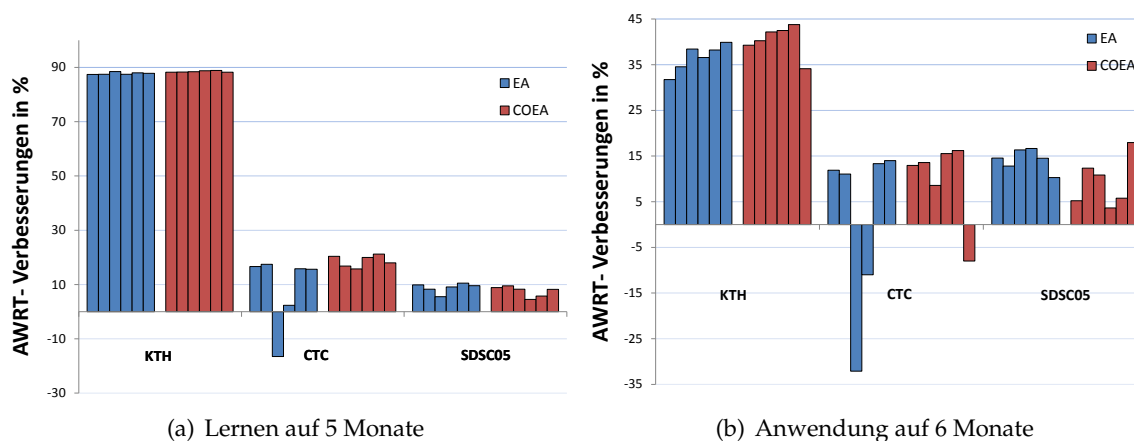 AWRT- Verbesserungen in %
90
70
50
30
10
-10
-30
EA
COEA
KTH
CTC
SDSC05
(a) Lernen auf 5 Monate
AWRT- Verbesserungen in %
45
35
25
15
5
-5
-15
-25
-35
EA
COEA
KTH
CTC
SDSC05
(b) Anwendung auf 6 Monate